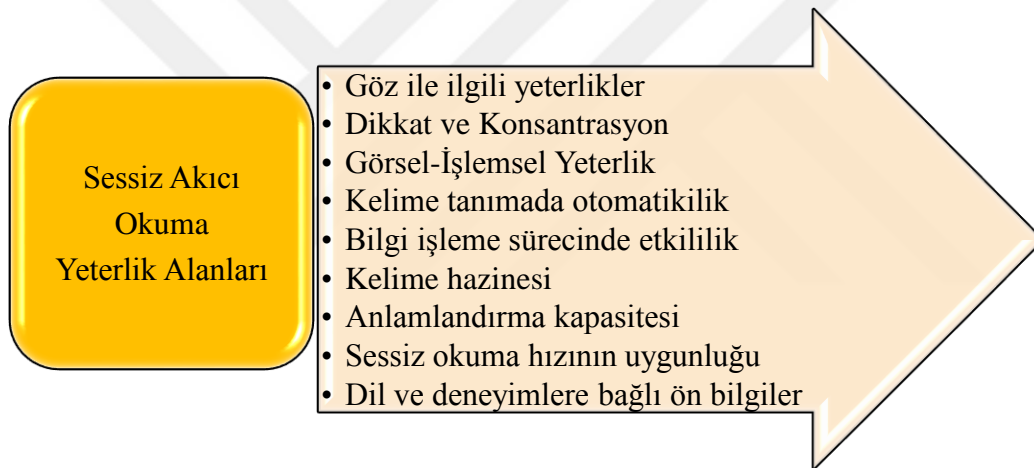 Sessiz Akıcı
Okuma
Yeterlik Alanları
• Göz ile ilgili yeterlikler
• Dikkat ve Konsantrasyon
• Görsel-İşlemsel Yeterlik
• Kelime tanımada otomatikilik
• Bilgi işleme sürecinde etkililik
• Kelime hazinesi
• Anlamlandırma kapasitesi
• Sessiz okuma hızının uygunluğu
• Dil ve deneyimlere bağlı ön bilgiler